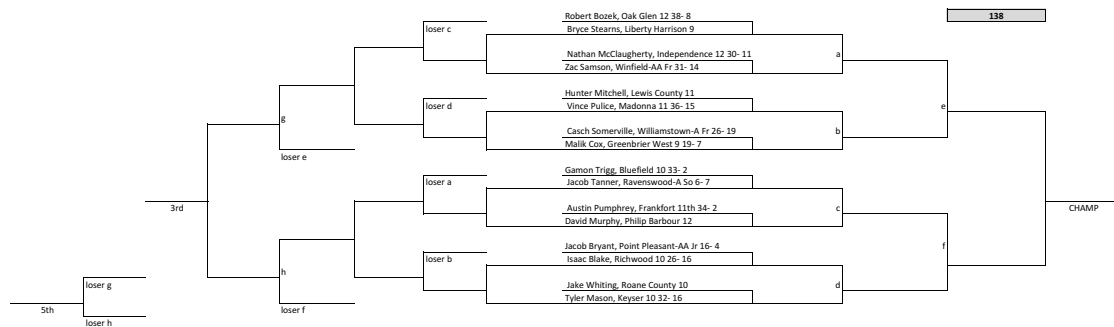 Robert Bozek, Oak Glen 12 38- 8
138
loser c
Bryce Stearns, Liberty Harrison 9
Nathan McClaugherty, Independence 12 30- 11
a
Zac Samson, Winfield-AA Fr 31- 14
Hunter Mitchell, Lewis County 11
loser d
Vince Pulice, Madonna 11 36- 15
e
g
Casch Somerville, Williamstown-A Fr 26- 19
b
Malik Cox, Greenbrier West 9 19- 7
loser e
Gamon Trigg, Bluefield 10 33- 2
loser a
Jacob Tanner, Ravenswood-A So 6- 7
3rd
Austin Pumphrey, Frankfort 11th 34- 2
c
CHAMP
David Murphy, Philip Barbour 12
Jacob Bryant, Point Pleasant-AA Jr 16- 4
f
loser b
Isaac Blake, Richwood 10 26- 16
h
loser g
Jake Whiting, Roane County 10
d
Tyler Mason, Keyser 10 32- 16
5th
loser f
loser h